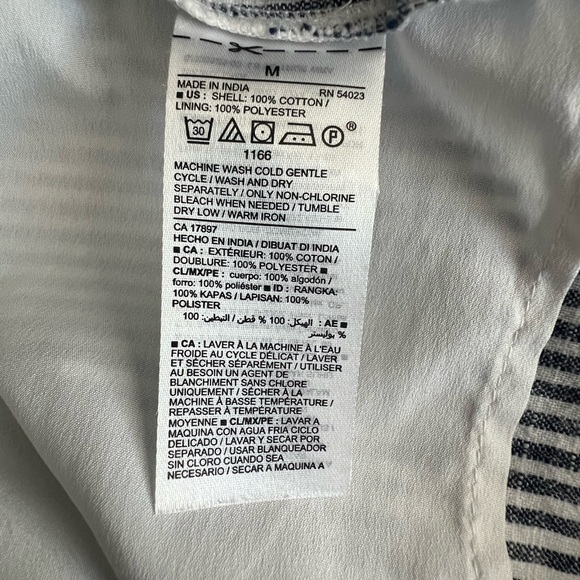 M
MADE IN INDIA RN 54023
■ US : SHELL: 100% COTTON /
LINING: 100% POLYESTER
30 P ®
1166
MACHINE WASH COLD GENTLE
CYCLE / WASH AND DRY
SEPARATELY / ONLY NON-CHLORINE
BLEACH WHEN NEEDED / TUMBLE
DRY LOW / WARM IRON
CA 17897
HECHO EN INDIA / DIBUAT DI INDIA
■ CA : EXTÉRIEUR: 100% COTON /
DOUBLURE: 100% POLYESTER ■
CL/MX/PE : cuerpo: 100% algodón /
forro: 100% poliéster ■ ID : RANGKA:
100% KAPAS / LAPISAN: 100%
POLISTER
■ AE : الهيكل: 100 % قطن / التبطين: 100
% بوليستر
■ CA : LAVER À LA MACHINE À L'EAU
FROIDE AU CYCLE DÉLICAT / LAVER
ET SÉCHER SÉPARÉMENT / UTILISER
AU BESOIN UN AGENT DE
BLANCHIMENT SANS CHLORE
UNIQUEMENT / SÉCHER À LA
MACHINE À BASSE TEMPÉRATURE /
REPASSER À TEMPÉRATURE
MOYENNE ■ CL/MX/PE : LAVAR A
MAQUINA CON AGUA FRIA CICLO
DELICADO / LAVAR Y SECAR POR
SEPARADO / USAR BLANQUEADOR
SIN CLORO CUANDO SEA
NECESARIO / SECAR A MAQUINA A